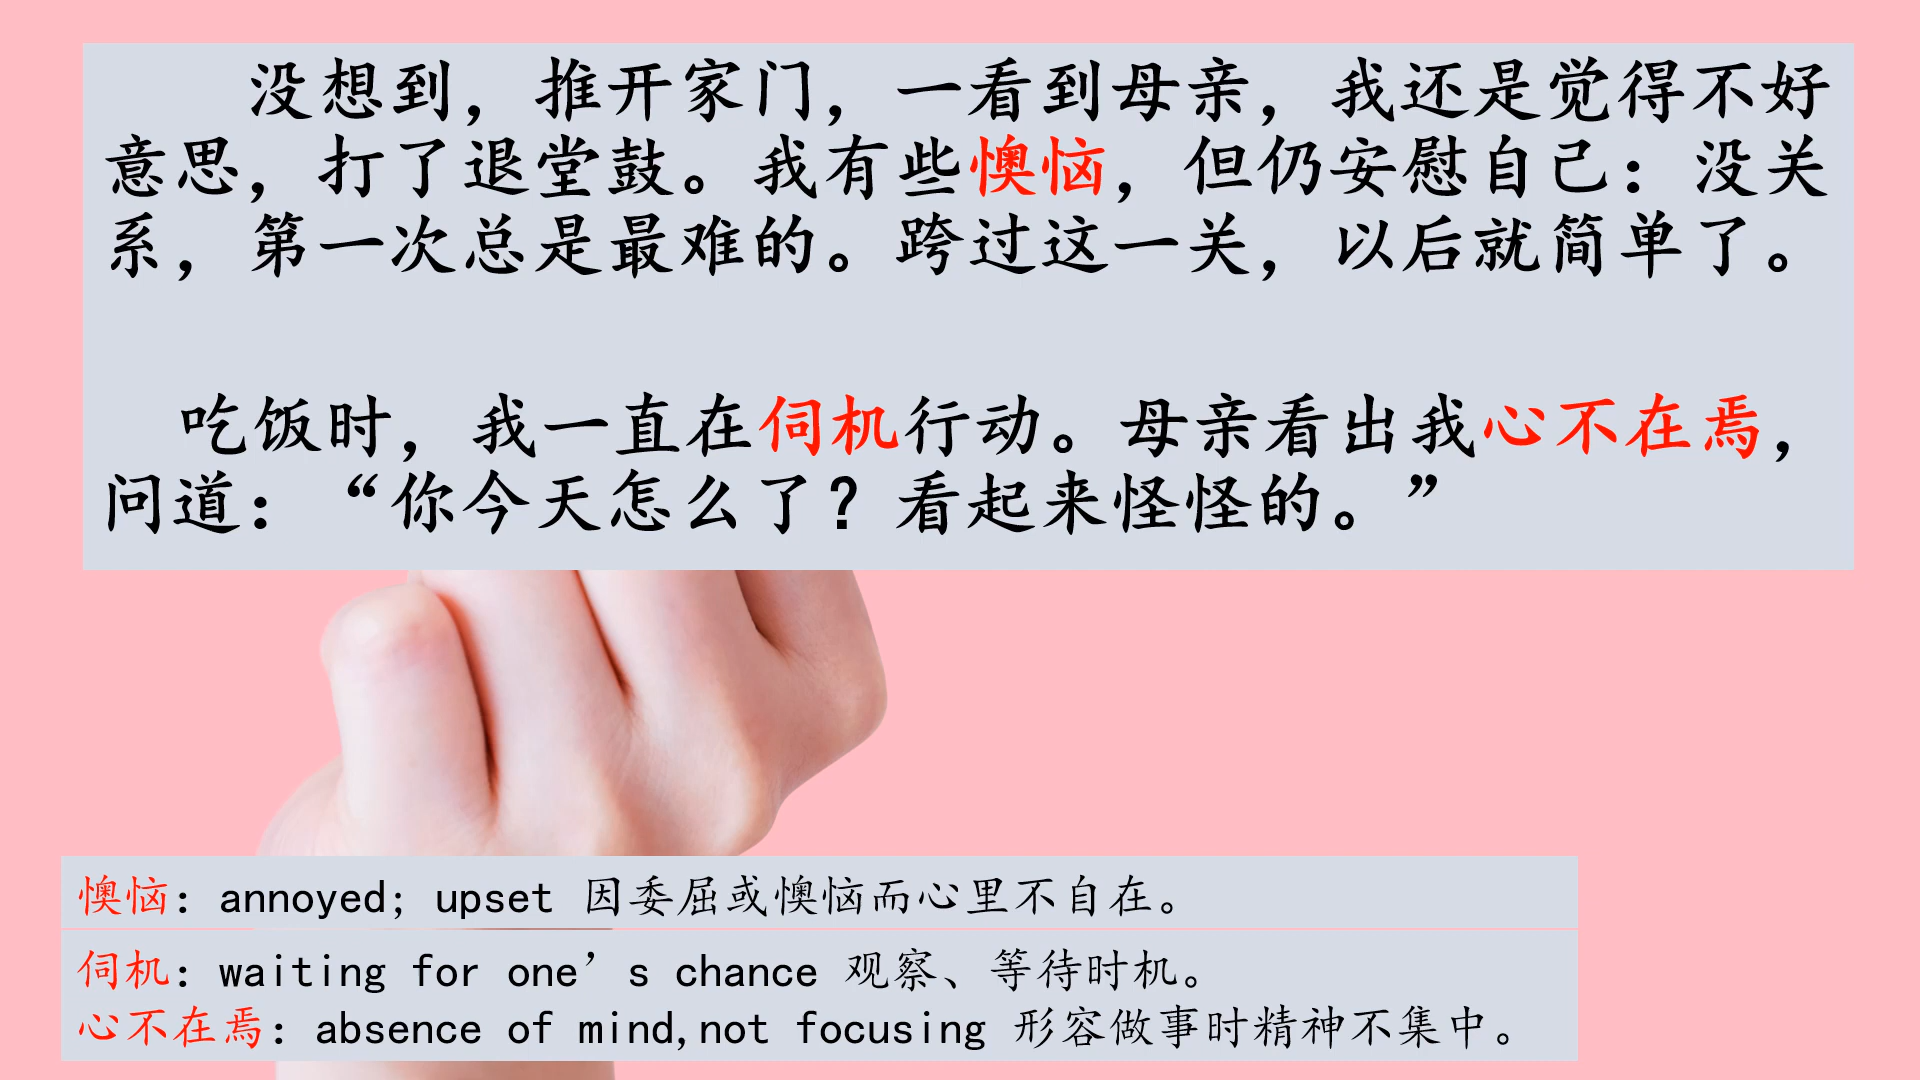 没想到，推开家门，一看到母亲，我还是觉得不好
意思，打了退堂鼓。我有些懊恼，但仍安慰自己：没关
系，第一次总是最难的。跨过这一关，以后就简单了。
吃饭时，我一直在伺机行动。母亲看出我心不在焉，
问道：“你今天怎么了？看起来怪怪的。”
懊恼：annoyed; upset 因委屈或懊恼而心里不自在。
伺机：waiting for one’s chance 观察、等待时机。
心不在焉：absence of mind,not focusing 形容做事时精神不集中。